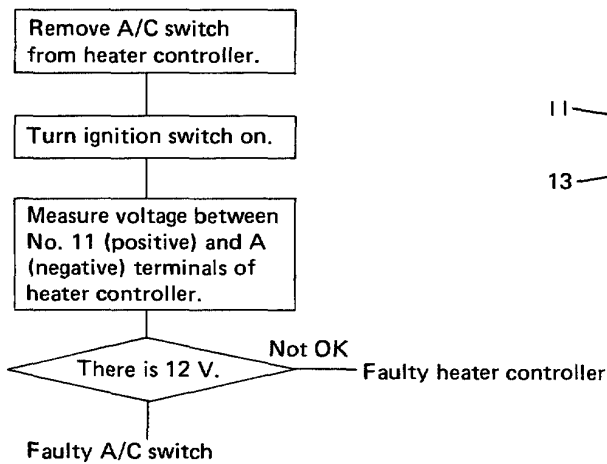 Remove A/C switch
from heater controller.
11
Turn ignition switch on.
13
Measure voltage between
No. 11 (positive) and A
(negative) terminals of
heater controller.
Not OK
There is 12 V.
Faulty heater controller
Faulty A/C switch